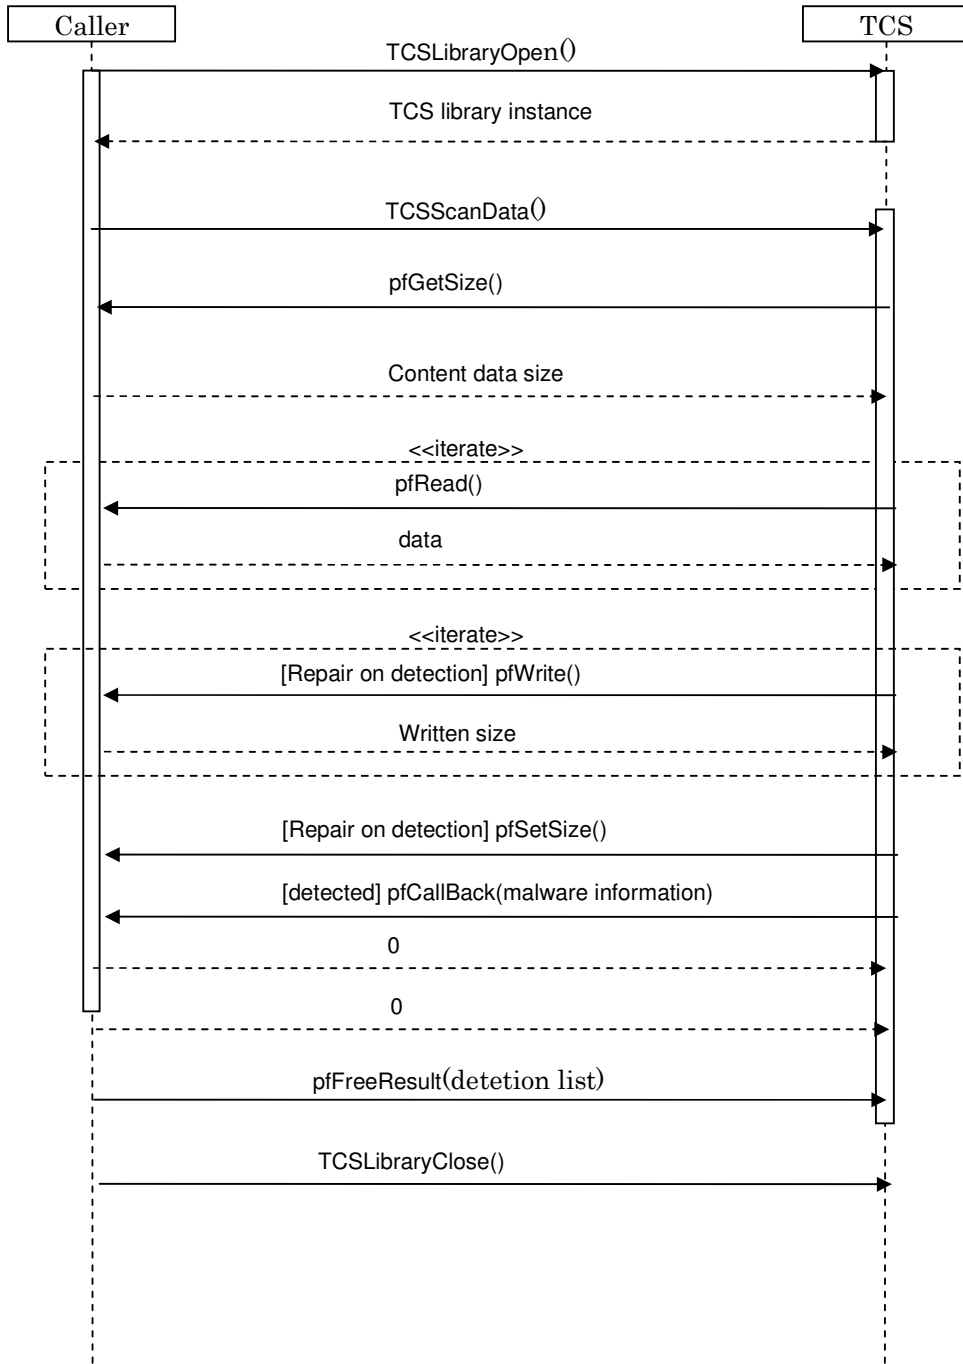 Caller TCS
TCSLibraryOpen()
TCS library instance
TCSScanData()
pfGetSize()
Content data size
<<iterate>>
pfRead()
data
<<iterate>>
[Repair on detection] pfWrite()
Written size
[Repair on detection] pfSetSize()
[detected] pfCallBack(malware information)
0
0
pfFreeResult(detetion list)
TCSLibraryClose()